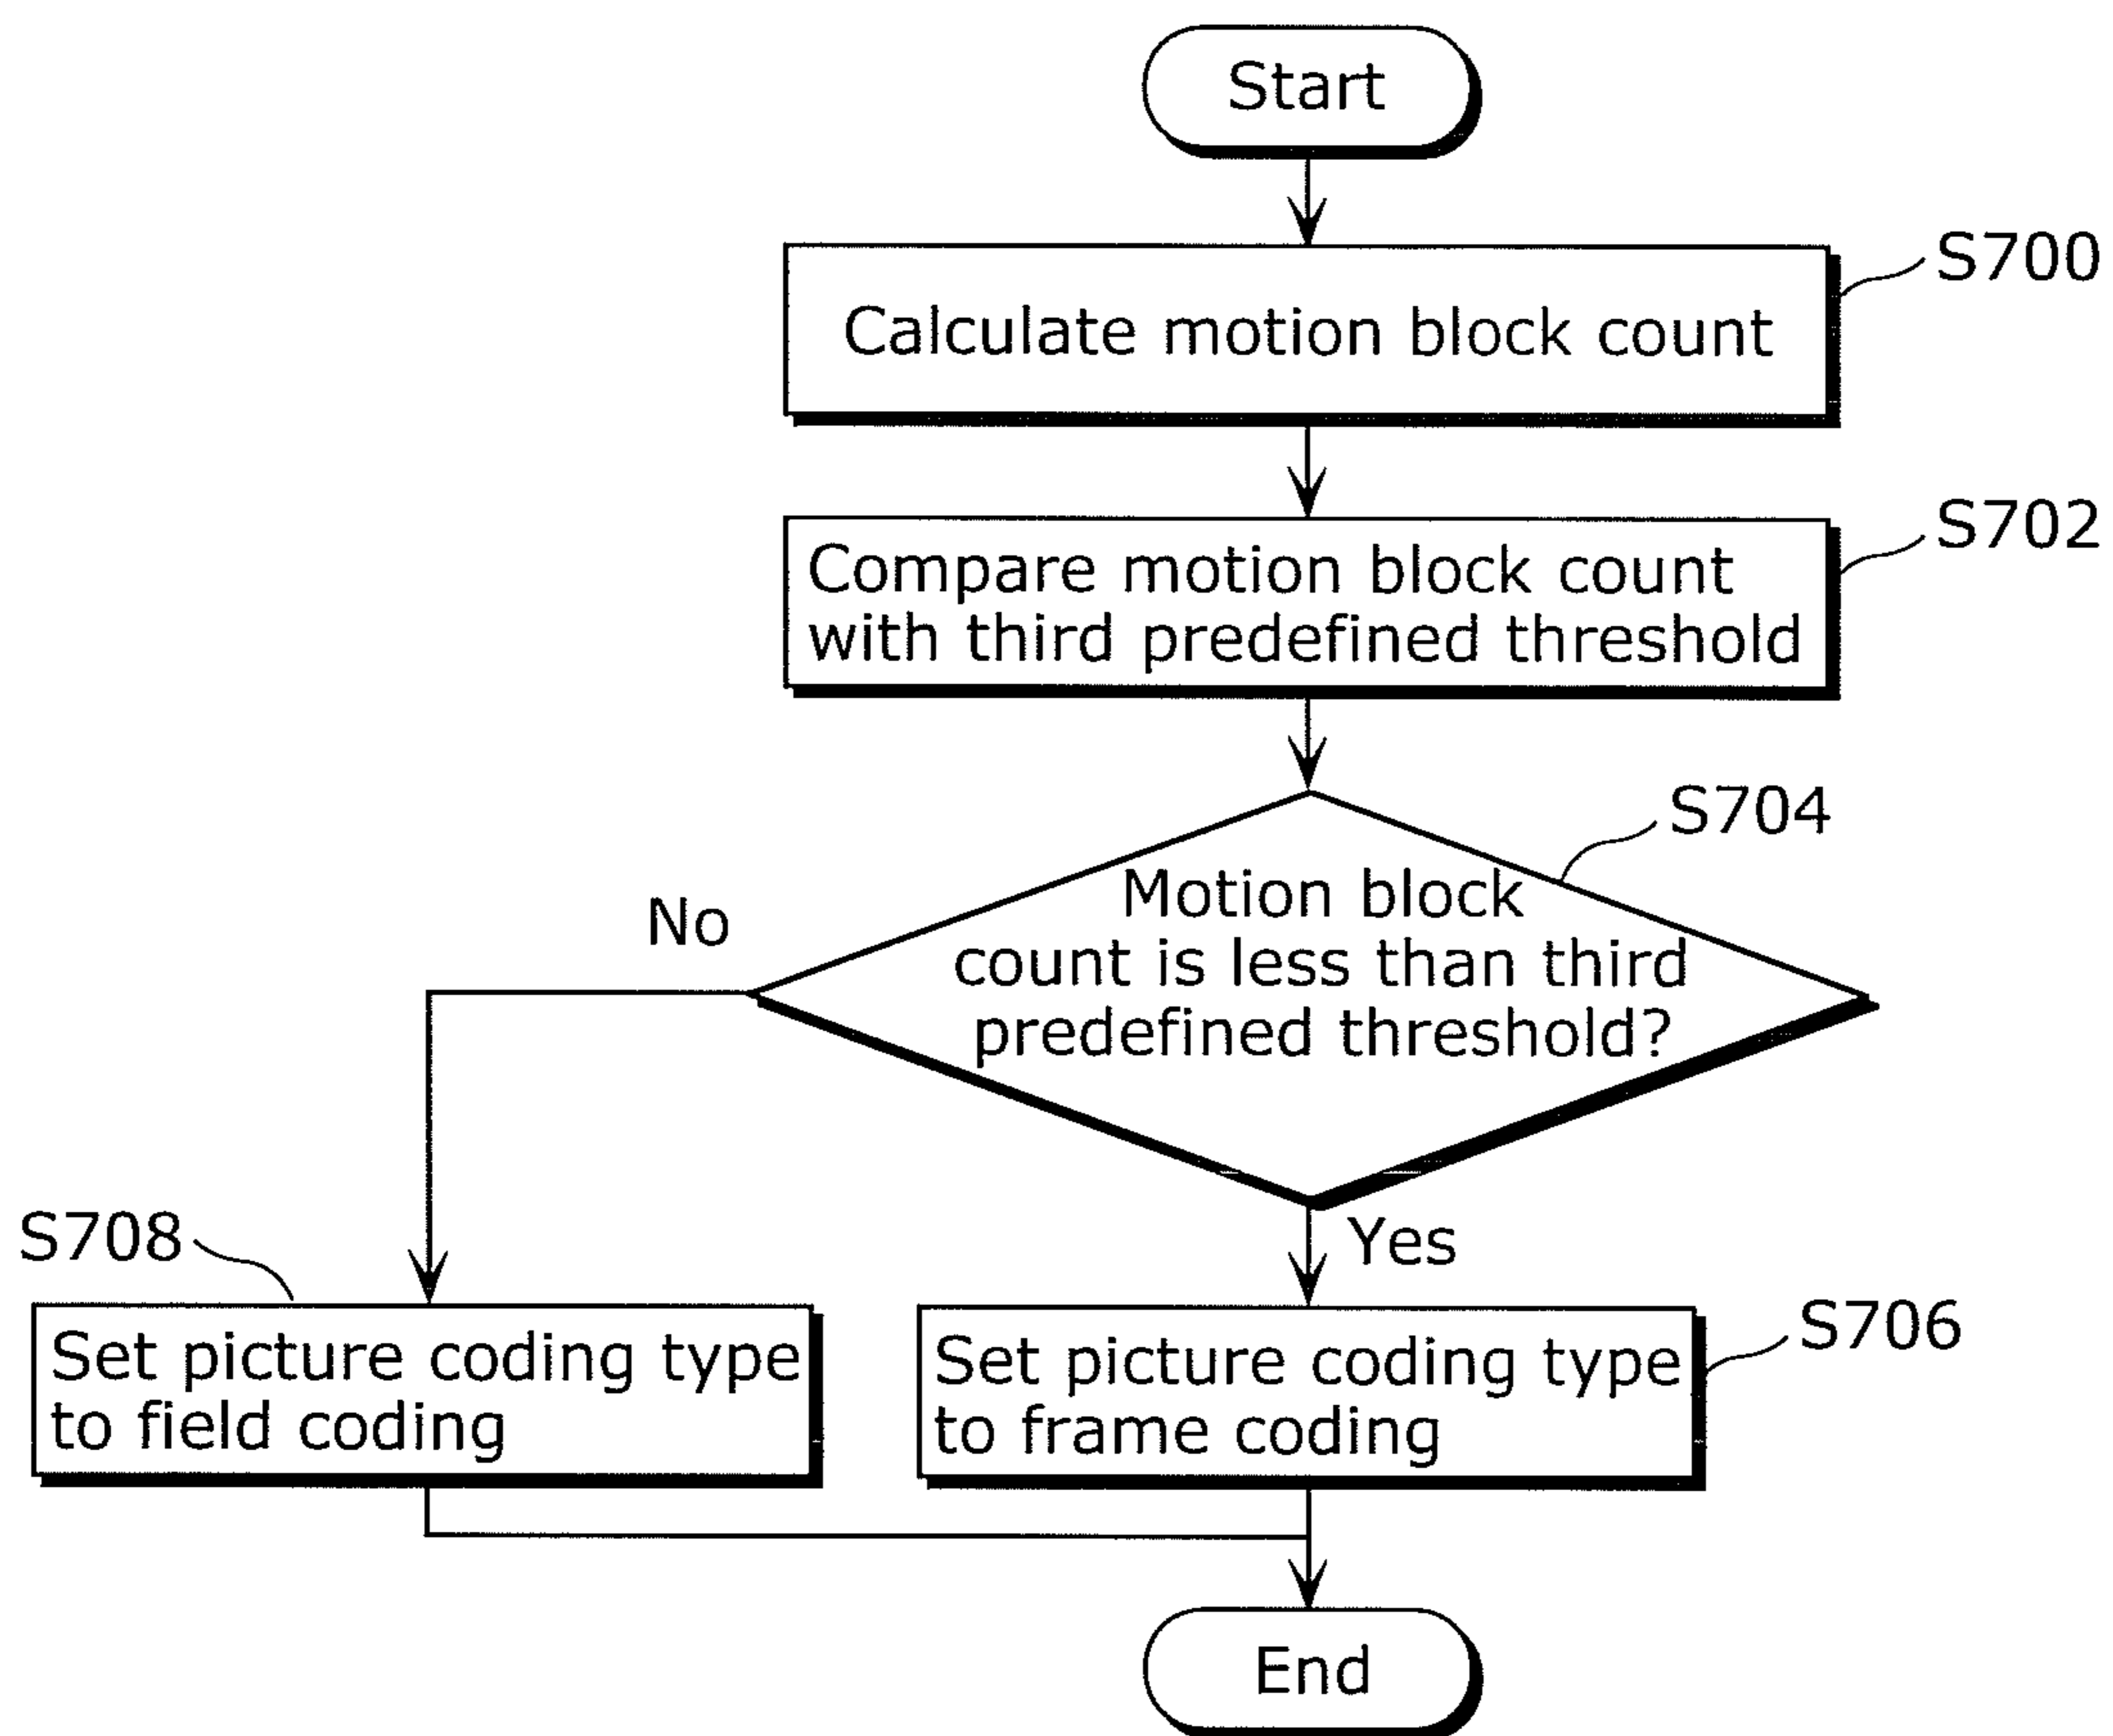 Start
S700
Calculate motion block count
S702
Compare motion block count
with third predefined threshold
S704
Motion block
count is less than third
predefined threshold?
No
Yes
S708
Set picture coding type
to field coding
S706
Set picture coding type
to frame coding
End